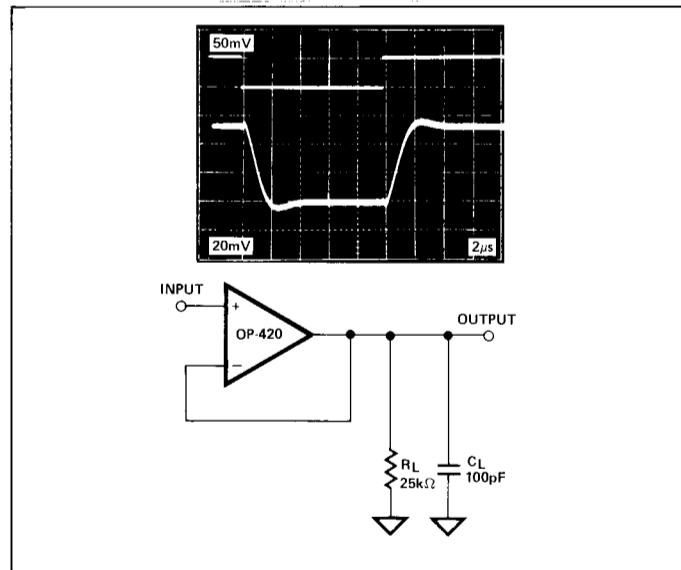 50mV
20mV
2μs
INPUT
+
OP-420
−
OUTPUT
RL
25kΩ
CL
100pF